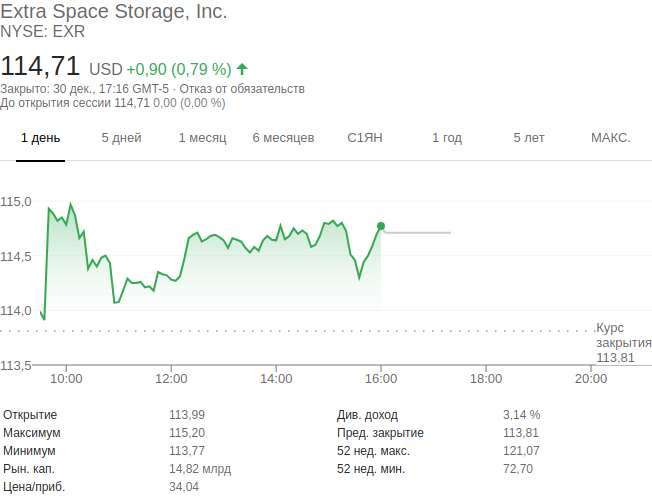 Extra Space Storage, Inc.
NYSE: EXR
114,71 USD +0,90 (0,79 %)
Закрыто: 30 дек., 17:16 GMT-5 · Отказ от обязательств
До открытия сессии 114,71 0,00 (0,00 %)
1 день 5 дней 1 месяц 6 месяцев С1ЯН 1 год 5 лет МАКС.
115,0
114,5
114,0
Курс
закрытия
113,81
113,5
10:00 12:00 14:00 16:00 18:00 20:00
Открытие 113,99 Див. доход 3,14 %
Максимум 115,20 Пред. закрытие 113,81
Минимум 113,77 52 нед. макс. 121,07
Рын. кап. 14,82 млрд 52 нед. мин. 72,70
Цена/приб. 34,04